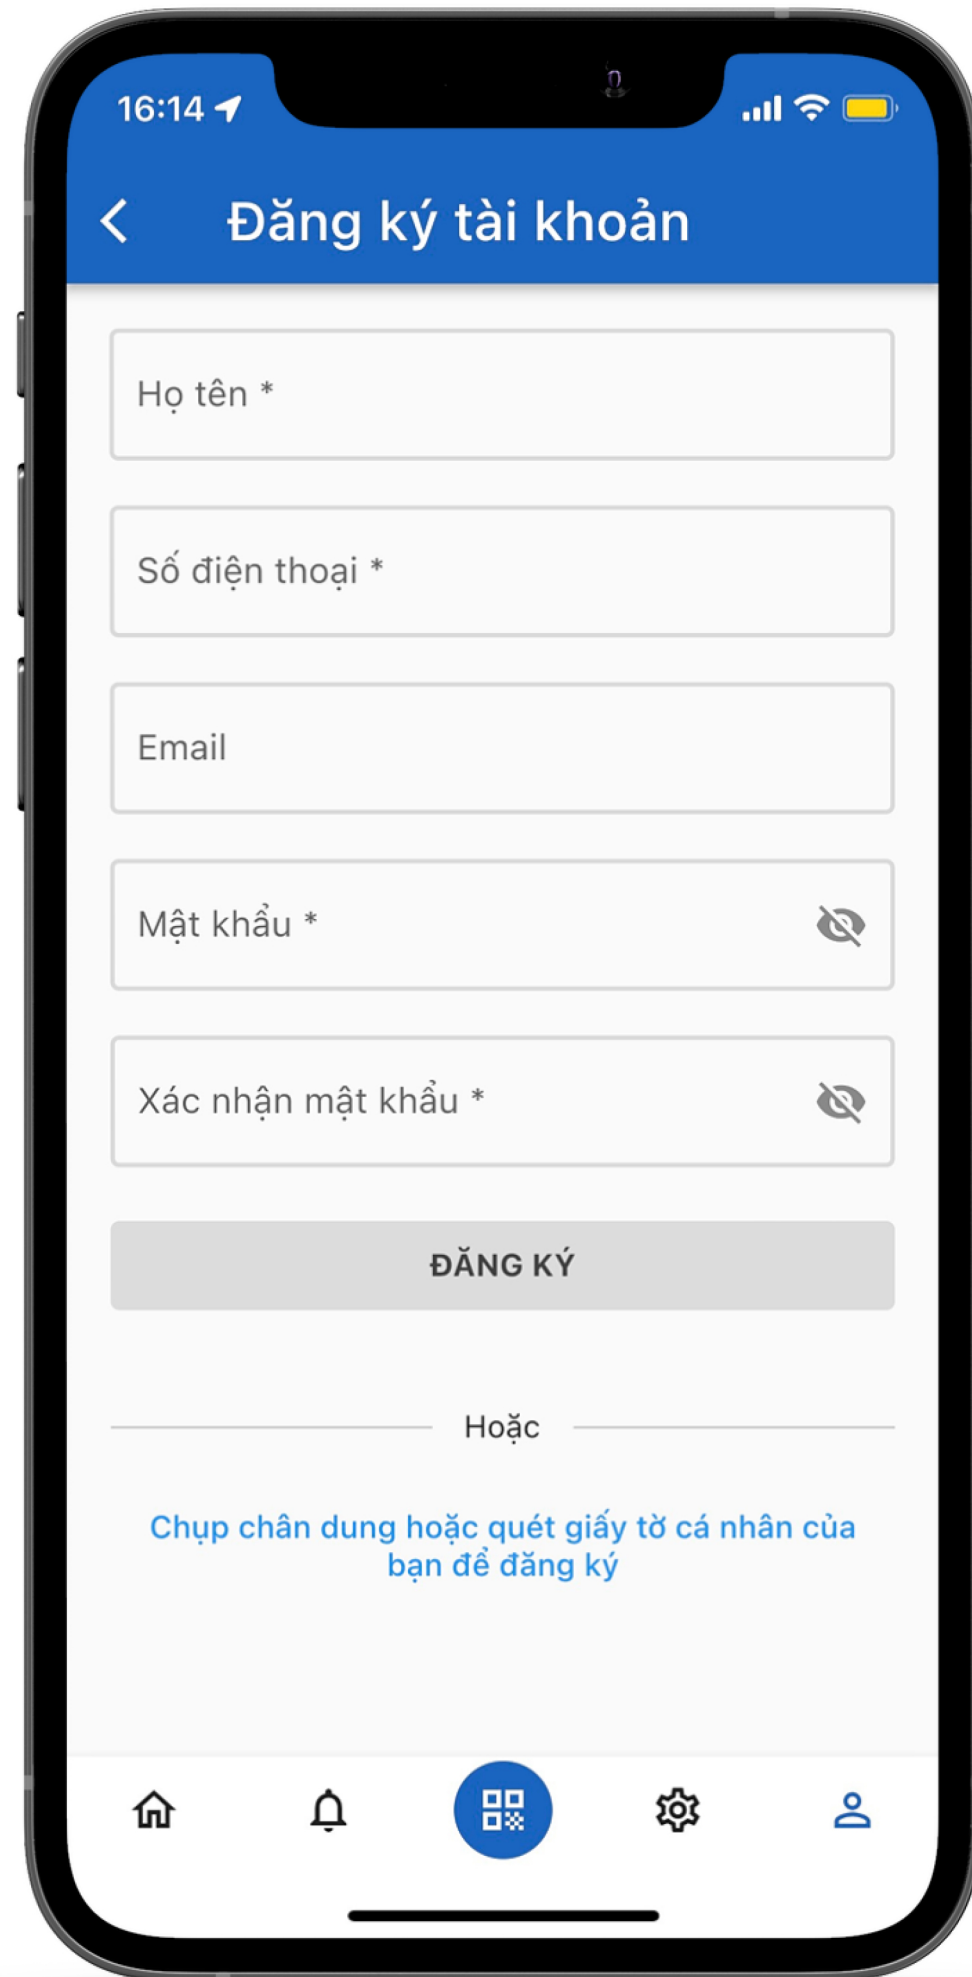 16:14
Đăng ký tài khoản
Họ tên *
Số điện thoại *
Email
Mật khẩu *
Xác nhận mật khẩu *
ĐĂNG KÝ
Hoặc
Chụp chân dung hoặc quét giấy tờ cá nhân của
bạn để đăng ký